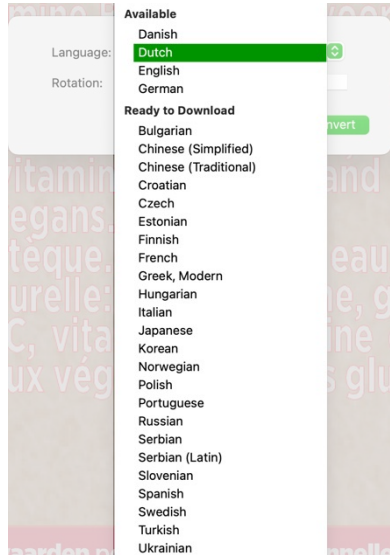 Available
Danish
Language:
Dutch
English
Rotation:
German
Ready to Download
Bulgarian
nvert
Chinese (Simplified)
Chinese (Traditional)
vitamin
and
Croatian
Czech
egans.
Estonian
Finnish
teque.
eau
French
Greek, Modern
urelle:
e, g
Hungarian
Italian
C, vita
ine
Japanese
Korean
Norwegian
ux vég
s glu
Polish
Portuguese
Russian
Serbian
Serbian (Latin)
Slovenian
Spanish
Swedish
Turkish
Ukrainian